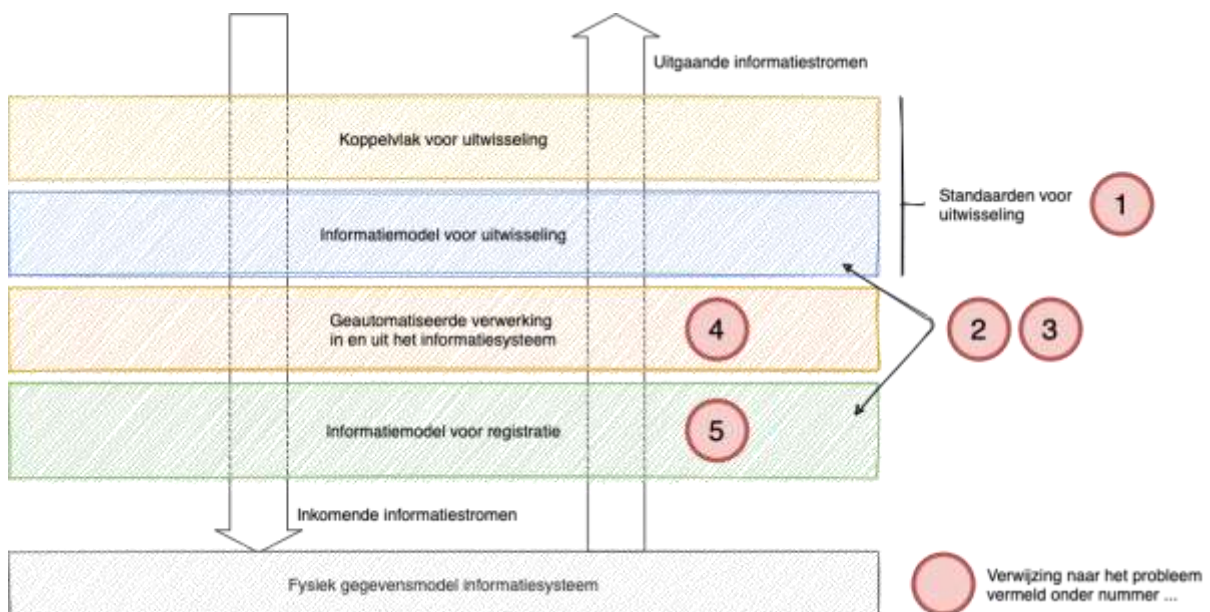 Uitgaande informatiestromen
Koppelvlak voor uitwisseling
Informatiemodel voor uitwisseling
Standaarden voor
uitwisseling
1
Geautomatiseerde verwerking
in en uit het informatiesysteem
4
2
3
Informatiemodel voor registratie
5
Inkomende informatiestromen
Fysiek gegevensmodel informatiesysteem
Verwijzing naar het probleem
vermeld onder nummer ...